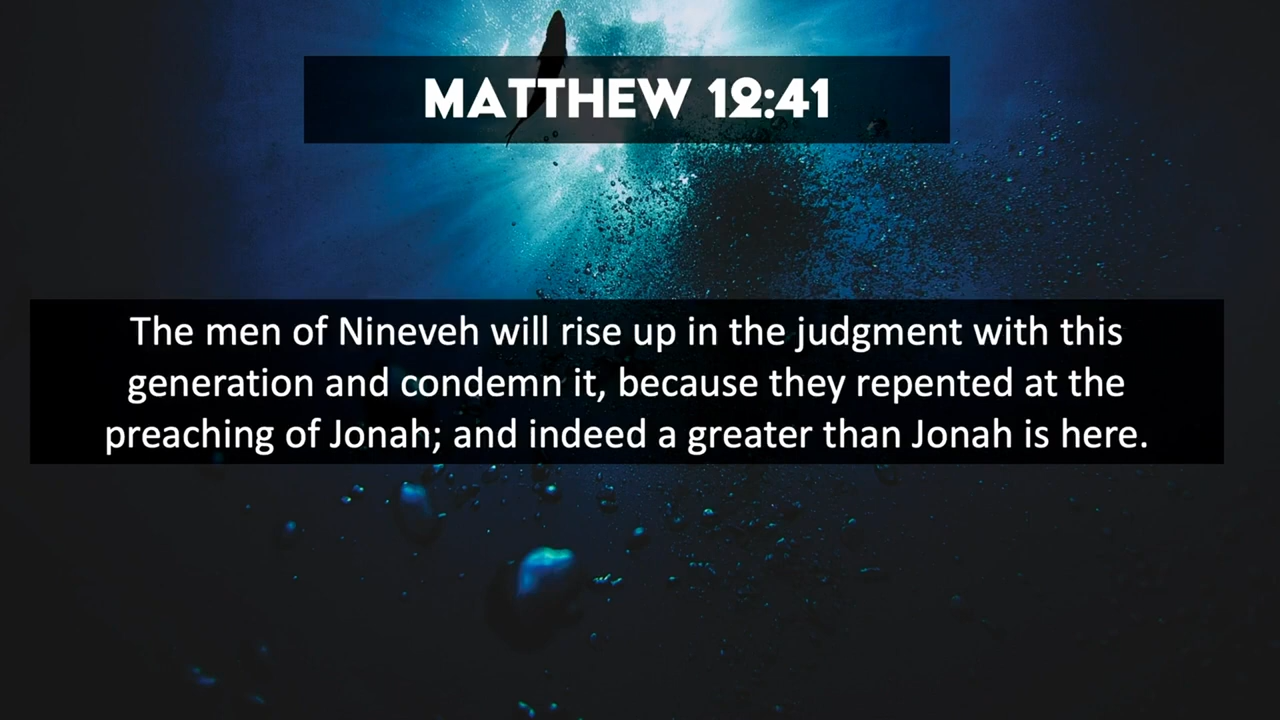 MATTHEW 12:41
The men of Nineveh will rise up in the judgment with this
generation and condemn it, because they repented at the
preaching of Jonah; and indeed a greater than Jonah is here.